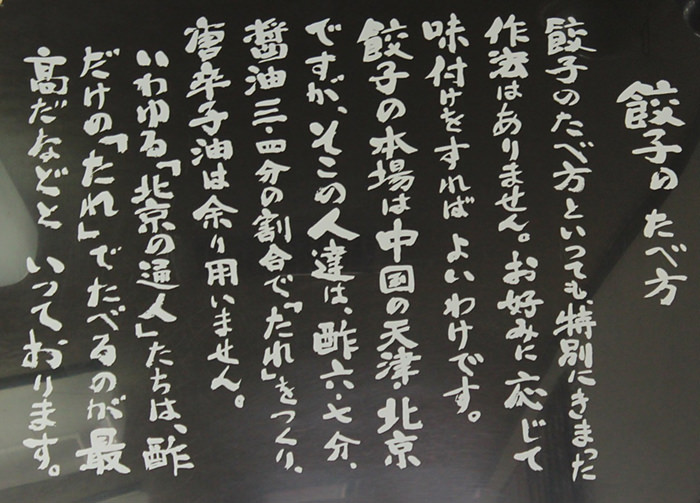 餃子のたべ方
餃子のたべ方といっても、特別にきまった
作法はありません。お好みに応じて
味付けをすれば よいわけです。
餃子の本場は中国の天津・北京
ですが、そこの人達は、酢六・七分、
醤油三・四分の割合で「たれ」をつくり、
唐辛子油は余り用いません。
いわゆる「北京の通人」たちは、酢
だけの「たれ」でたべるのが最
高だなどと いっております。